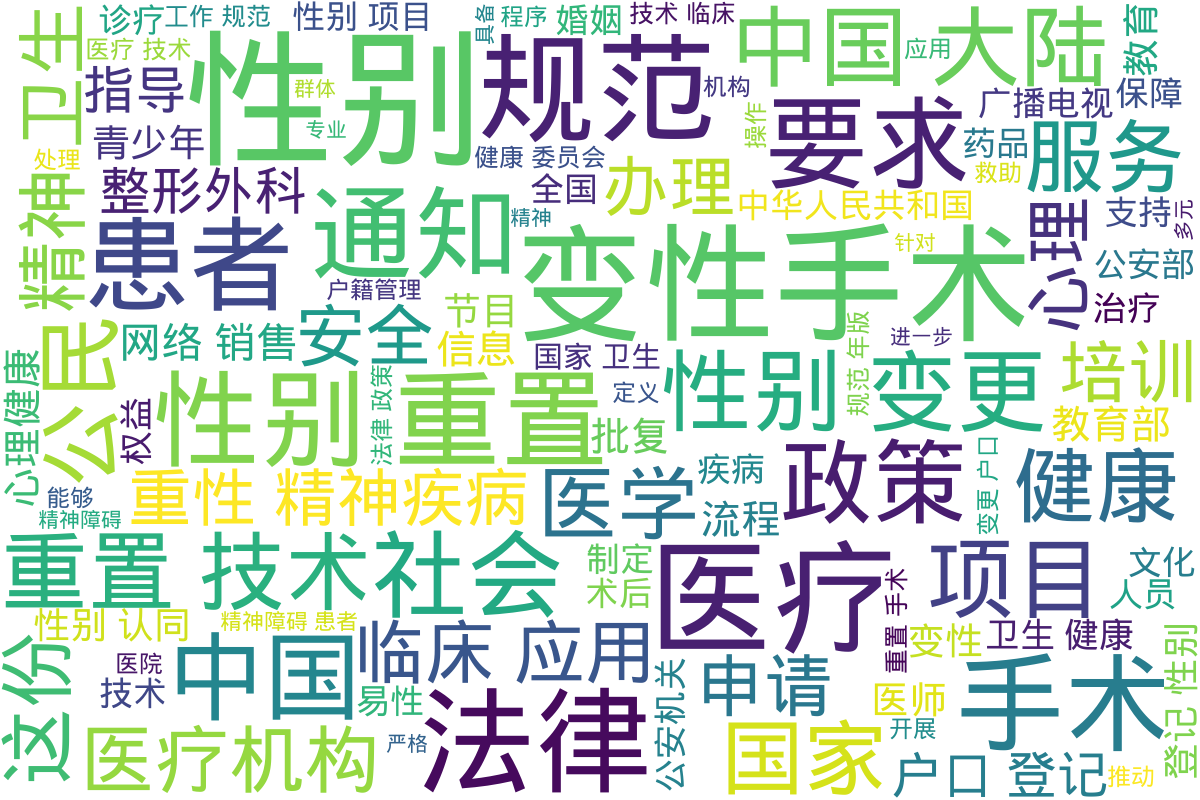 诊疗
工作 规范
性别 项目
具备
程序
婚姻
技术 临床
中国 大陆
教育
卫生
医疗 技术
指导
性别
群体
专业
规范
机构
应用
要求
操作
广播电视
保障
青少年
健康 委员会
药品
服务
处理
精神
整形外科
通知
全国
精神
办理
救助
中华人民共和国
心理
支持
多元
患者
变性手术
针对
公安部
户籍管理
治疗
公民
网络 销售
安全
节目
信息
国家 卫生
规范 年版
进一步
心理健康
权益
性别 重置
法律 政策
定义
批复
性别 变更
培训
教育部
能够
精神障碍
重性 精神疾病
医学
疾病
流程
政策
变更 户口
健康
重置 技术
社会
制定
术后
医疗
重置 手术
项目
文化
人员
性别 认同
精神障碍 患者
这份
医院
技术
中国
临床 应用
易性
公安机关
申请
变性
卫生 健康
医师
手术
登记 性别
医疗机构
严格
法律
国家
开展
户口 登记
推动